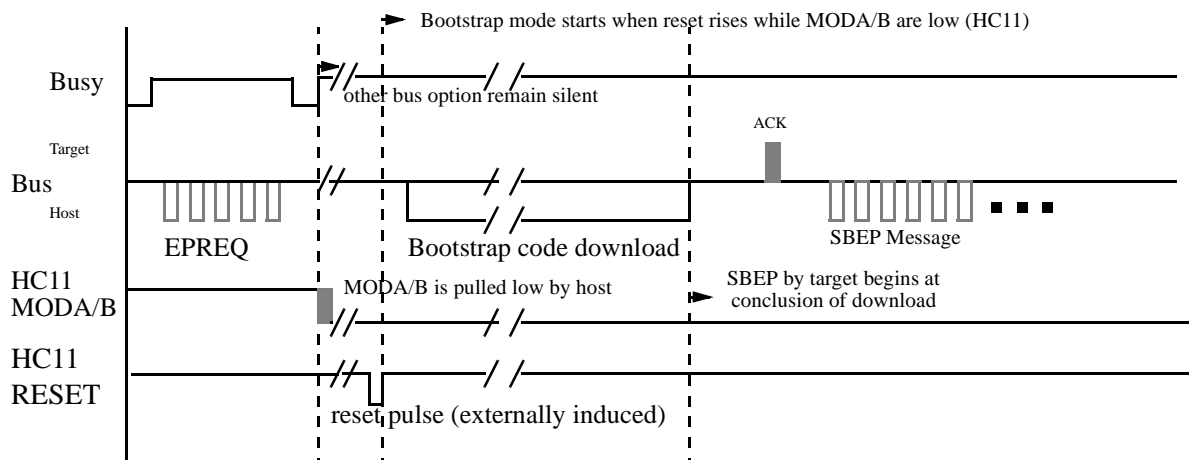 Bootstrap mode starts when reset rises while MODA/B are low (HC11)
Busy
other bus option remain silent
ACK
Target
Bus
Host
EPREQ
Bootstrap code download
SBEP Message
HC11
MODA/B
MODA/B is pulled low by host
SBEP by target begins at
conclusion of download
HC11
RESET
reset pulse (externally induced)